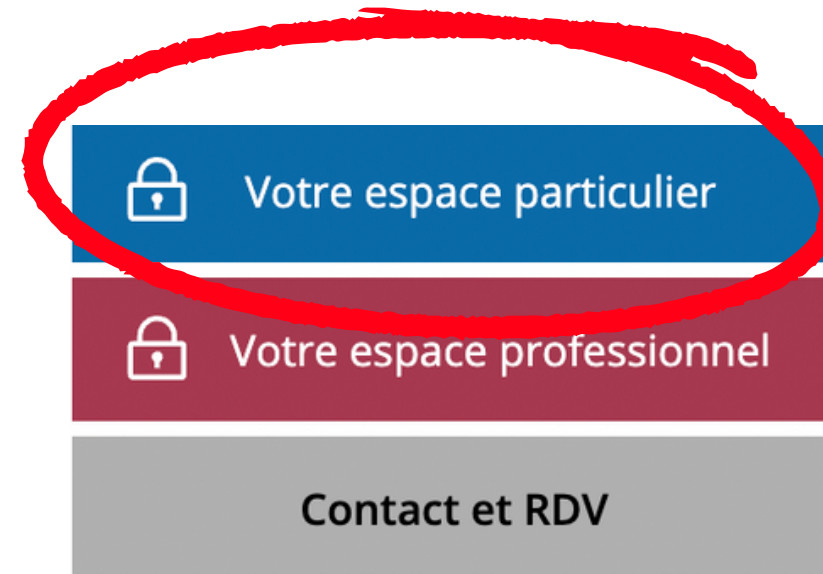 Votre espace particulier
Votre espace professionnel
Contact et RDV